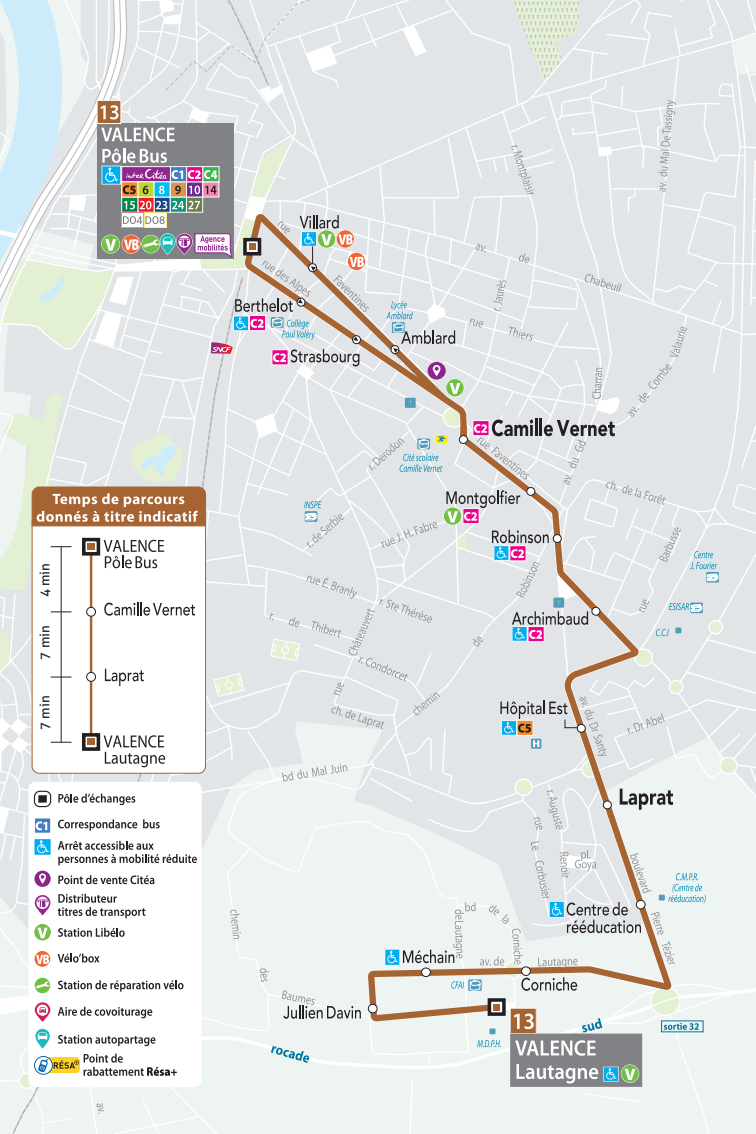 13
VALENCE
Pôle Bus
intercitéa C1 C2 C4
C5 6 8 9 10 14
15 20 23 24 27
D04 D08
V VB Agence
mobilités
r. Montplaisir
av. du Mal De Tassigny
Villard
V VB
VB
rue
Faventines
rue des Alpes
av. de Chabeuil
r. Jaurès
rue Thiers
Berthelot
C2
Collège
Paul Valéry
Lycée
Amblard
Amblard
SNCF
C2 Strasbourg
V
Charran
av. de Combe Valaurie
C2 Camille Vernet
Cité scolaire
Camille Vernet
r. Derodon
rue Faventines
av. du Gd
ch. de la Forêt
Montgolfier
V C2
INSPE
r. de Serbie
rue J. H. Fabre
Robinson
C2
Robinson
Barbusse
rue
Centre
J. Fourier
ESISAR
C.C.I
Temps de parcours
donnés à titre indicatif
VALENCE
Pôle Bus
4 min
Camille Vernet
7 min
Laprat
7 min
VALENCE
Lautagne
rue É. Branly
r. Ste Thérèse
r. de Thibert
Châteauvert
rue
r. Condorcet
ch. de Laprat
chemin
de
Archimbaud
C2
Hôpital Est
C5
H
av. du Dr Santy
r. Dr Abel
bd du Mal Juin
Laprat
r. Auguste
Renoir
rue
Le Corbusier
pl.
Goya
boulevard
Pierre Tézier
C.M.P.R.
(Centre de
rééducation)
Centre de
rééducation
Pôle d'échanges
C1 Correspondance bus
Arrêt accessible aux
personnes à mobilité réduite
Point de vente Citéa
Distributeur
titres de transport
V Station Libélo
VB Vélo'box
Station de réparation vélo
Aire de covoiturage
Station autopartage
RÉSA+ Point de
rabattement Résa+
chemin
des
Baumes
bd
de Lautagne
de la
Corniche
Méchain
av. de Lautagne
Corniche
CFAI
Jullien Davin
M.D.P.H.
13
VALENCE
Lautagne V
rocade
sud
sortie 32
av.